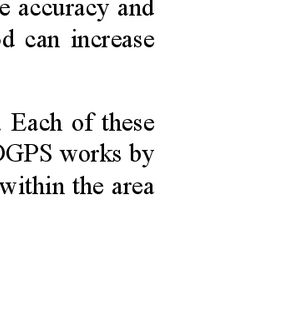 accuracy and
can increase
Each of these
DGPS works by
within the area